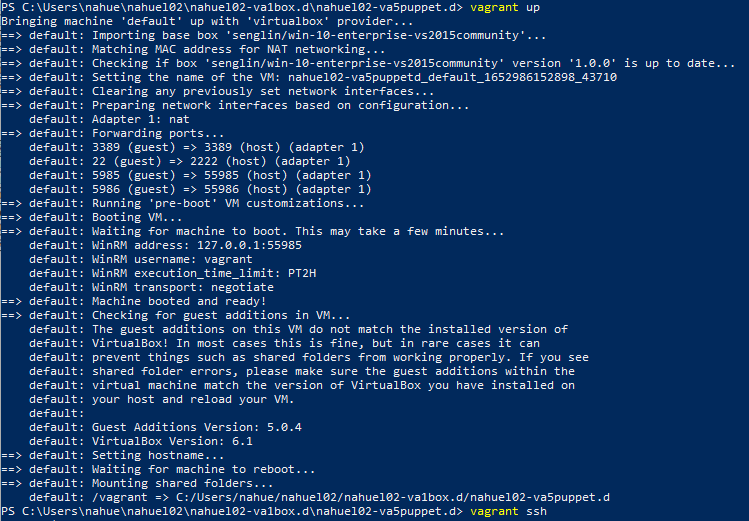 PS C:\Users\nahue\nahuel02\nahuel02-va1box.d\nahuel02-va5puppet.d> vagrant up
Bringing machine 'default' up with 'virtualbox' provider...
==> default: Importing base box 'senglin/win-10-enterprise-vs2015community'...
==> default: Matching MAC address for NAT networking...
==> default: Checking if box 'senglin/win-10-enterprise-vs2015community' version '1.0.0' is up to date...
==> default: Setting the name of the VM: nahuel02-va5puppetd_default_1652986152898_43710
==> default: Clearing any previously set network interfaces...
==> default: Preparing network interfaces based on configuration...
    default: Adapter 1: nat
==> default: Forwarding ports...
    default: 3389 (guest) => 3389 (host) (adapter 1)
    default: 22 (guest) => 2222 (host) (adapter 1)
    default: 5985 (guest) => 55985 (host) (adapter 1)
    default: 5986 (guest) => 55986 (host) (adapter 1)
==> default: Running 'pre-boot' VM customizations...
==> default: Booting VM...
==> default: Waiting for machine to boot. This may take a few minutes...
    default: WinRM address: 127.0.0.1:55985
    default: WinRM username: vagrant
    default: WinRM execution_time_limit: PT2H
    default: WinRM transport: negotiate
==> default: Machine booted and ready!
==> default: Checking for guest additions in VM...
    default: The guest additions on this VM do not match the installed version of
    default: VirtualBox! In most cases this is fine, but in rare cases it can
    default: prevent things such as shared folders from working properly. If you see
    default: shared folder errors, please make sure the guest additions within the
    default: virtual machine match the version of VirtualBox you have installed on
    default: your host and reload your VM.
    default:
    default: Guest Additions Version: 5.0.4
    default: VirtualBox Version: 6.1
==> default: Setting hostname...
==> default: Waiting for machine to reboot...
==> default: Mounting shared folders...
    default: /vagrant => C:/Users/nahue/nahuel02/nahuel02-va1box.d/nahuel02-va5puppet.d
PS C:\Users\nahue\nahuel02\nahuel02-va1box.d\nahuel02-va5puppet.d> vagrant ssh